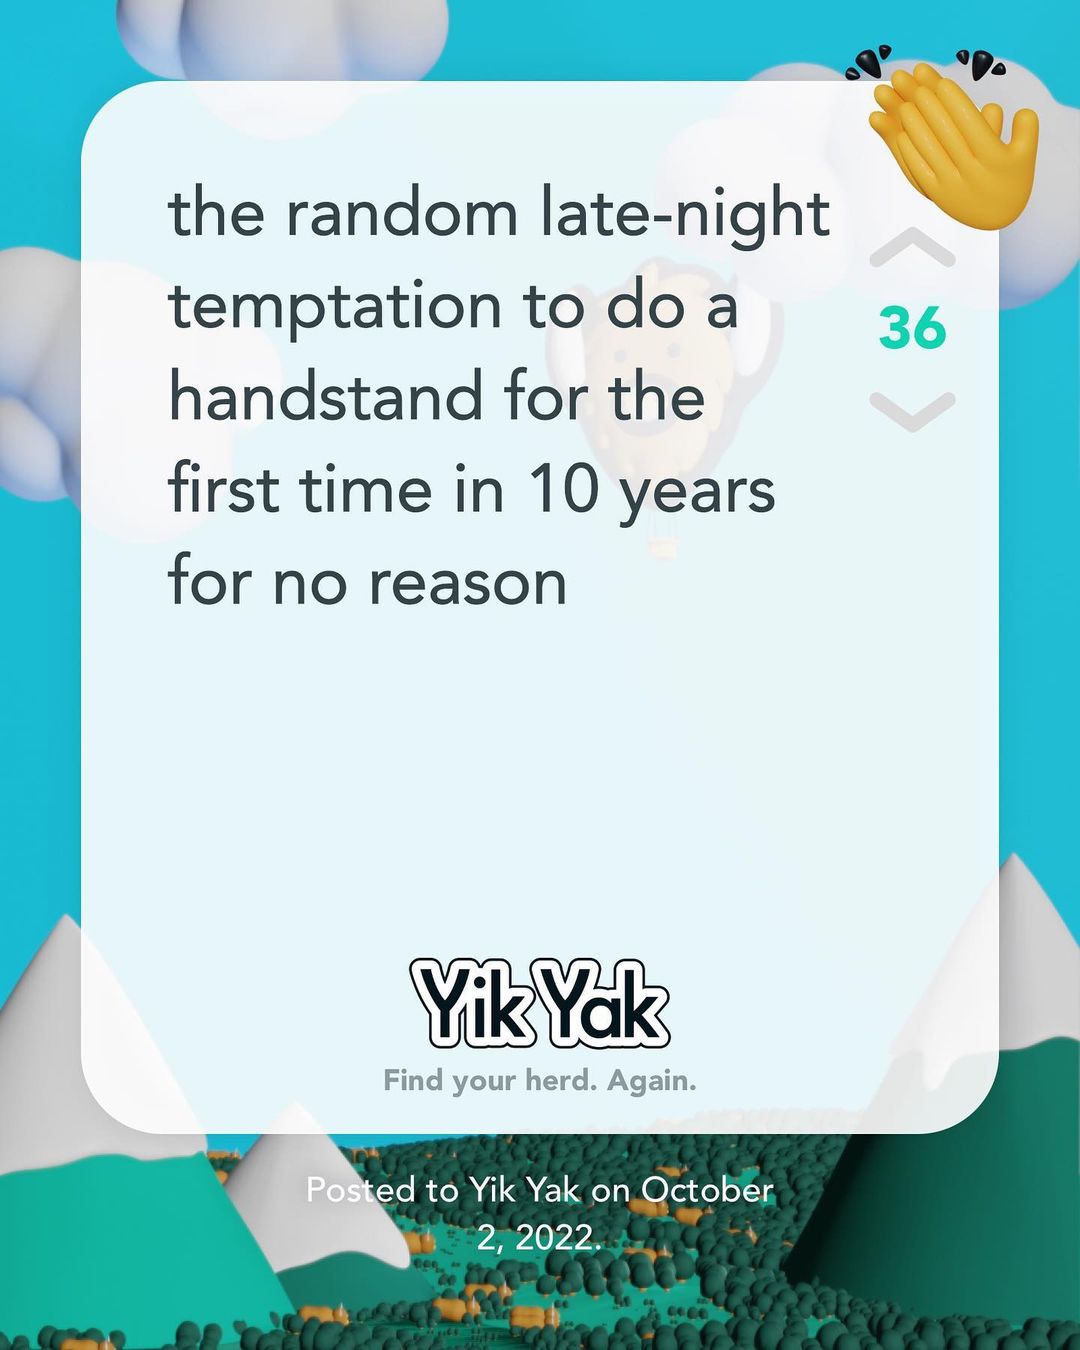 the random late-night
temptation to do a
handstand for the
first time in 10 years
for no reason
36
Yik Yak
Find your herd. Again.
Posted to Yik Yak on October
2, 2022.